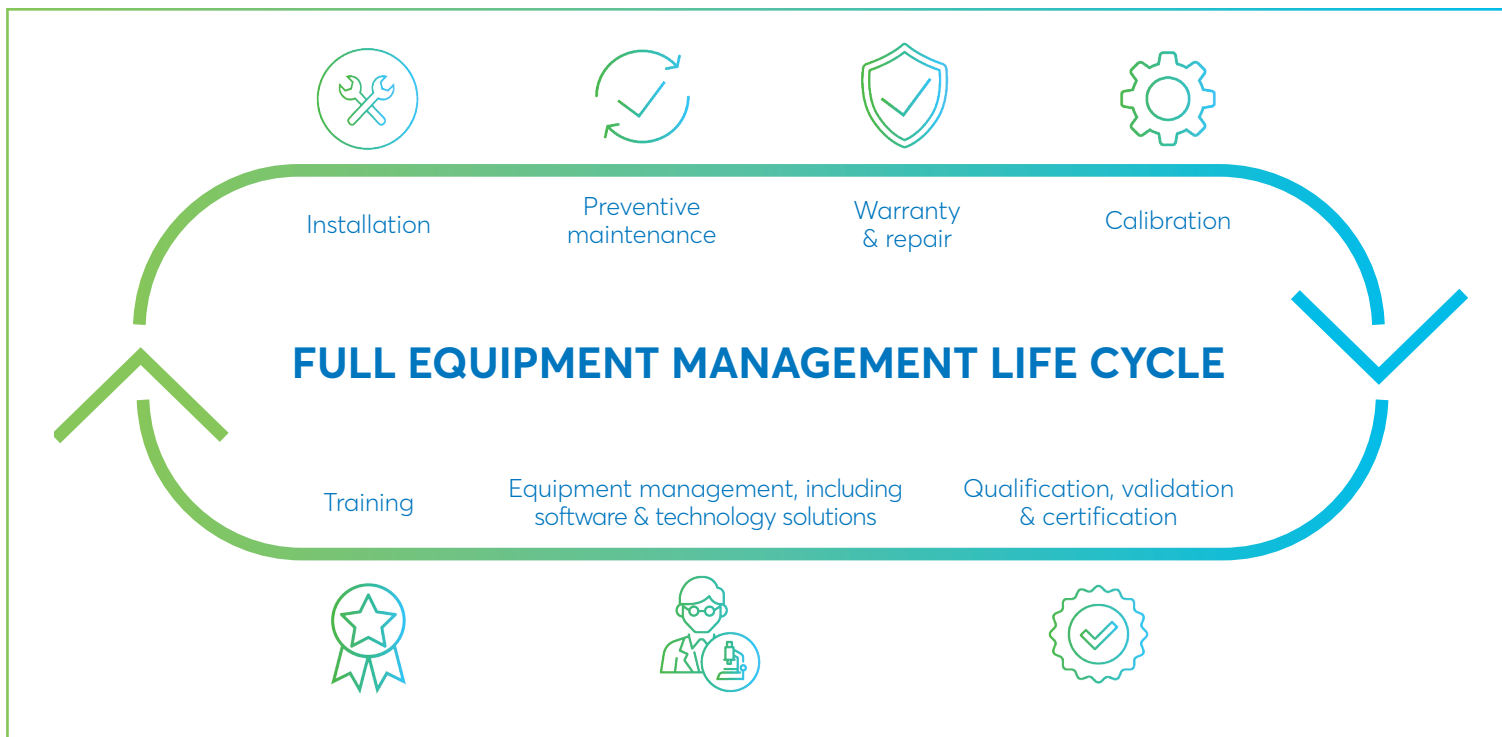 Installation
Preventive
maintenance
Warranty
& repair
Calibration
FULL EQUIPMENT MANAGEMENT LIFE CYCLE
Training
Equipment management, including
software & technology solutions
Qualification, validation
& certification